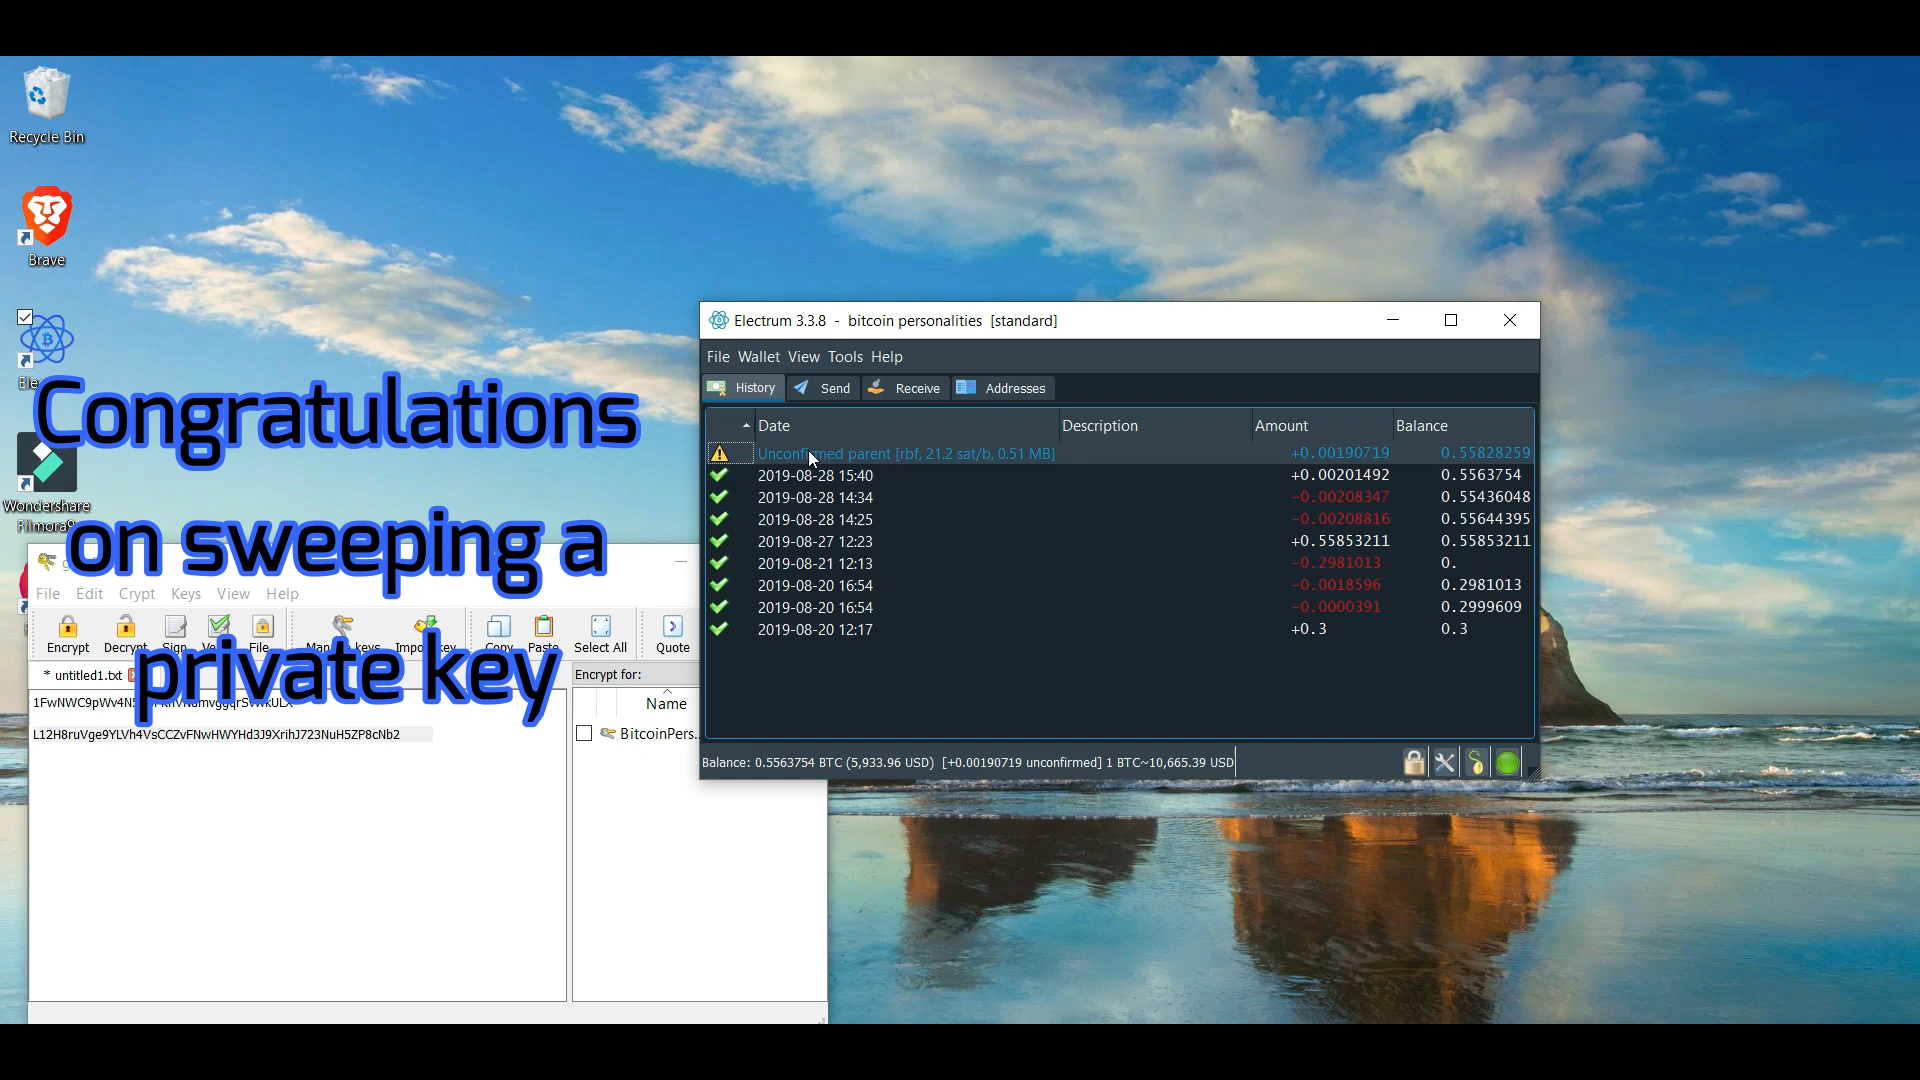 Recycle Bin
Brave
Ele
Wondershare
Filmora9
Congratulations
on sweeping a
private key
File Edit Crypt Keys View Help
Encrypt Decrypt Sign File Copy Paste Select All Quote
* untitled1.txt
Encrypt for:
Name
BitcoinPers...
L12H8ruVge9YLVh4VsCCZvFNwHWYHd3J9XrihJ723NuH5ZP8cNb2
Electrum 3.3.8 - bitcoin personalities [standard]
File Wallet View Tools Help
History Send Receive Addresses
Date Description Amount Balance
Unconfirmed parent [rbf, 21.2 sat/b, 0.51 MB] +0.00190719 0.55828259
2019-08-28 15:40 +0.00201492 0.5563754
2019-08-28 14:34 -0.00208347 0.55436048
2019-08-28 14:25 -0.00208816 0.55644395
2019-08-27 12:23 +0.55853211 0.55853211
2019-08-21 12:13 -0.2981013 0.
2019-08-20 16:54 -0.0018596 0.2981013
2019-08-20 16:54 -0.0000391 0.2999609
2019-08-20 12:17 +0.3 0.3
Balance: 0.5563754 BTC (5,933.96 USD) [+0.00190719 unconfirmed] 1 BTC~10,665.39 USD